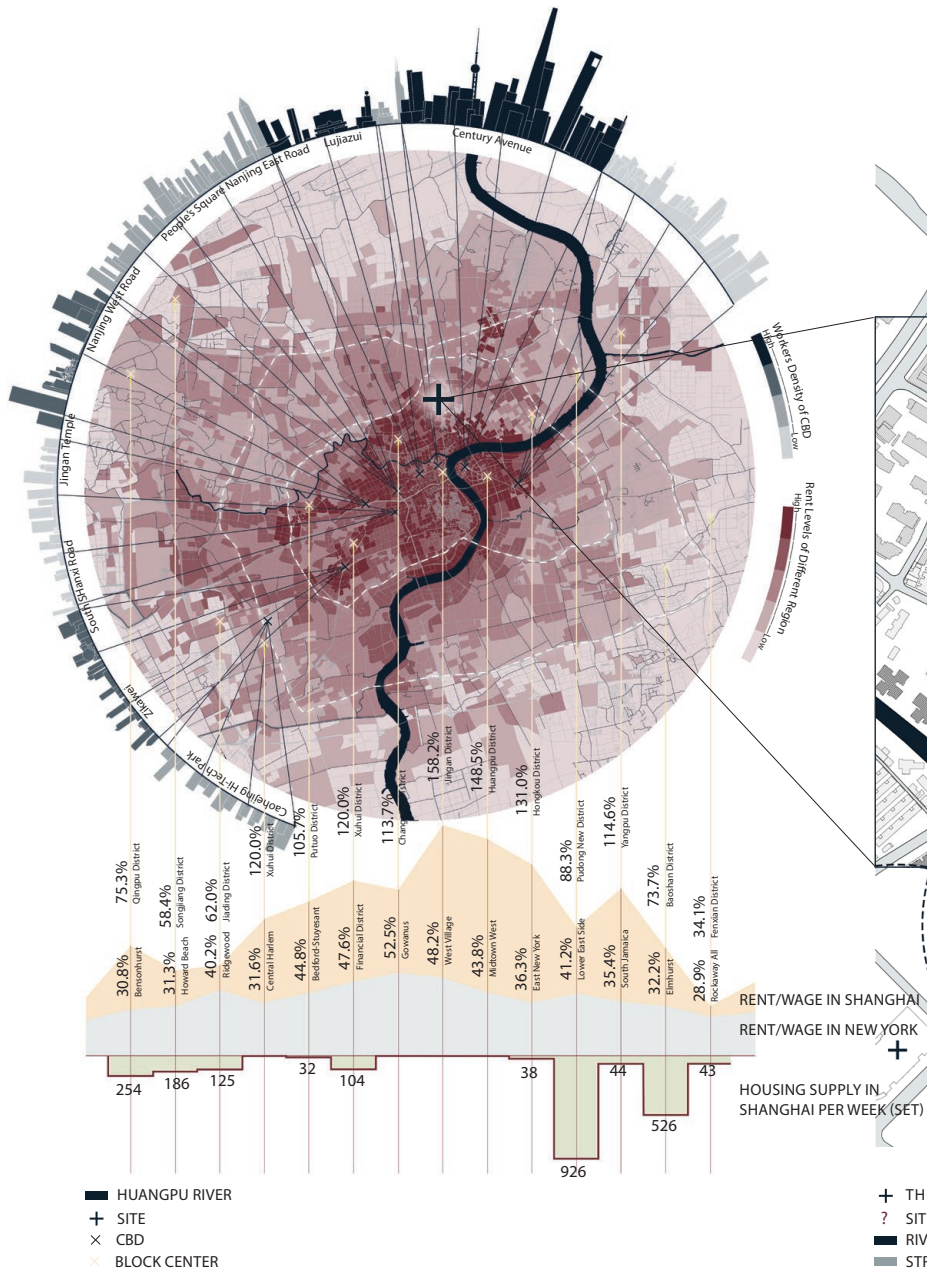 Century Avenue
Lujiazui
Nanjing East Road
People's Square
Nanjing West Road
Jingan Temple
South SHanxi Road
Zikawei
Caohejing Hi-Tech Park
Workers Density of CBD
High
Low
Rent Levels of Different Region
High
Low
75.3%
Qingpu District
58.4%
Songjiang District
62.0%
Jiading District
120.0%
Xuhui District
105.7%
Putuo District
120.0%
Xuhui District
113.7%
158.2%
Jingan District
148.5%
Huangpu District
131.0%
Hongkou District
88.3%
Pudong New District
114.6%
Yangpu District
73.7%
Baoshan District
34.1%
Fenxian District
30.8%
Bensonhurst
31.3%
Howard Beach
40.2%
Ridgewood
31.6%
Central Harlem
44.8%
Bedford-Stuyesant
47.6%
Financial District
52.5%
Gowanus
48.2%
West Village
43.8%
Midtown West
36.3%
East New York
41.2%
Lower East Side
35.4%
South Jamaica
32.2%
Elmhurst
28.9%
Rockaway All
RENT/WAGE IN SHANGHAI
RENT/WAGE IN NEW YORK
254
186
125
32
104
38
926
44
526
43
HOUSING SUPPLY IN
SHANGHAI PER WEEK (SET)
HUANGPU RIVER
SITE
CBD
BLOCK CENTER
TH
? SIT
RIV
STR